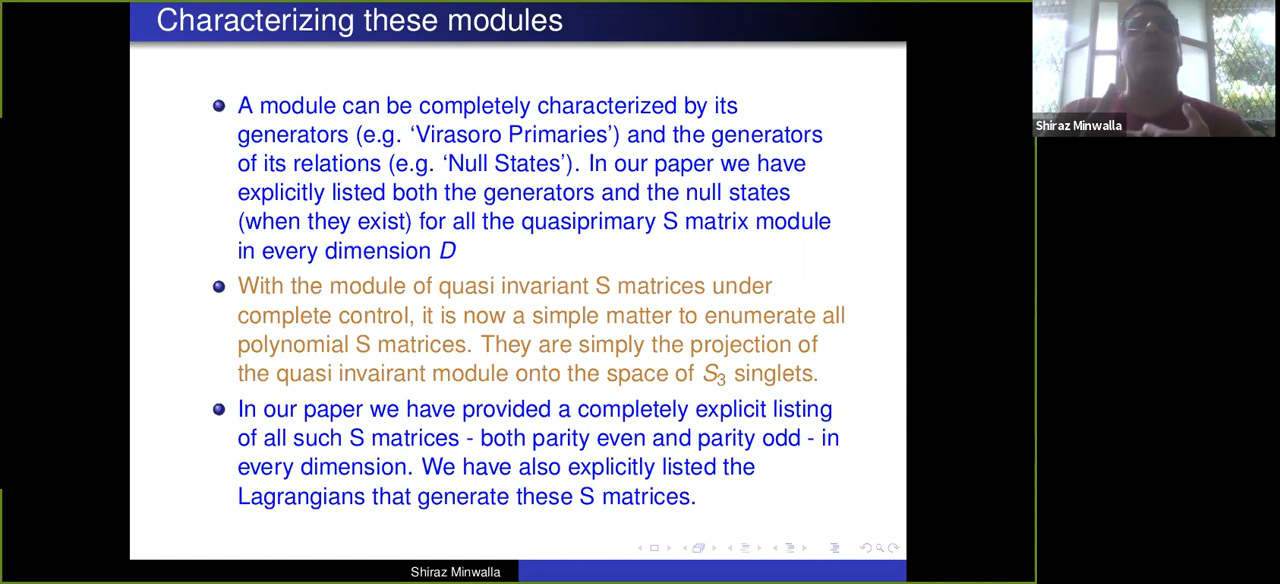 Characterizing these modules
A module can be completely characterized by its
generators (e.g. ‘Virasoro Primaries’) and the generators
of its relations (e.g. ‘Null States’). In our paper we have
explicitly listed both the generators and the null states
(when they exist) for all the quasiprimary S matrix module
in every dimension D
With the module of quasi invariant S matrices under
complete control, it is now a simple matter to enumerate all
polynomial S matrices. They are simply the projection of
the quasi invairant module onto the space of S₃ singlets.
In our paper we have provided a completely explicit listing
of all such S matrices - both parity even and parity odd - in
every dimension. We have also explicitly listed the
Lagrangians that generate these S matrices.
Shiraz Minwalla
Shiraz Minwalla